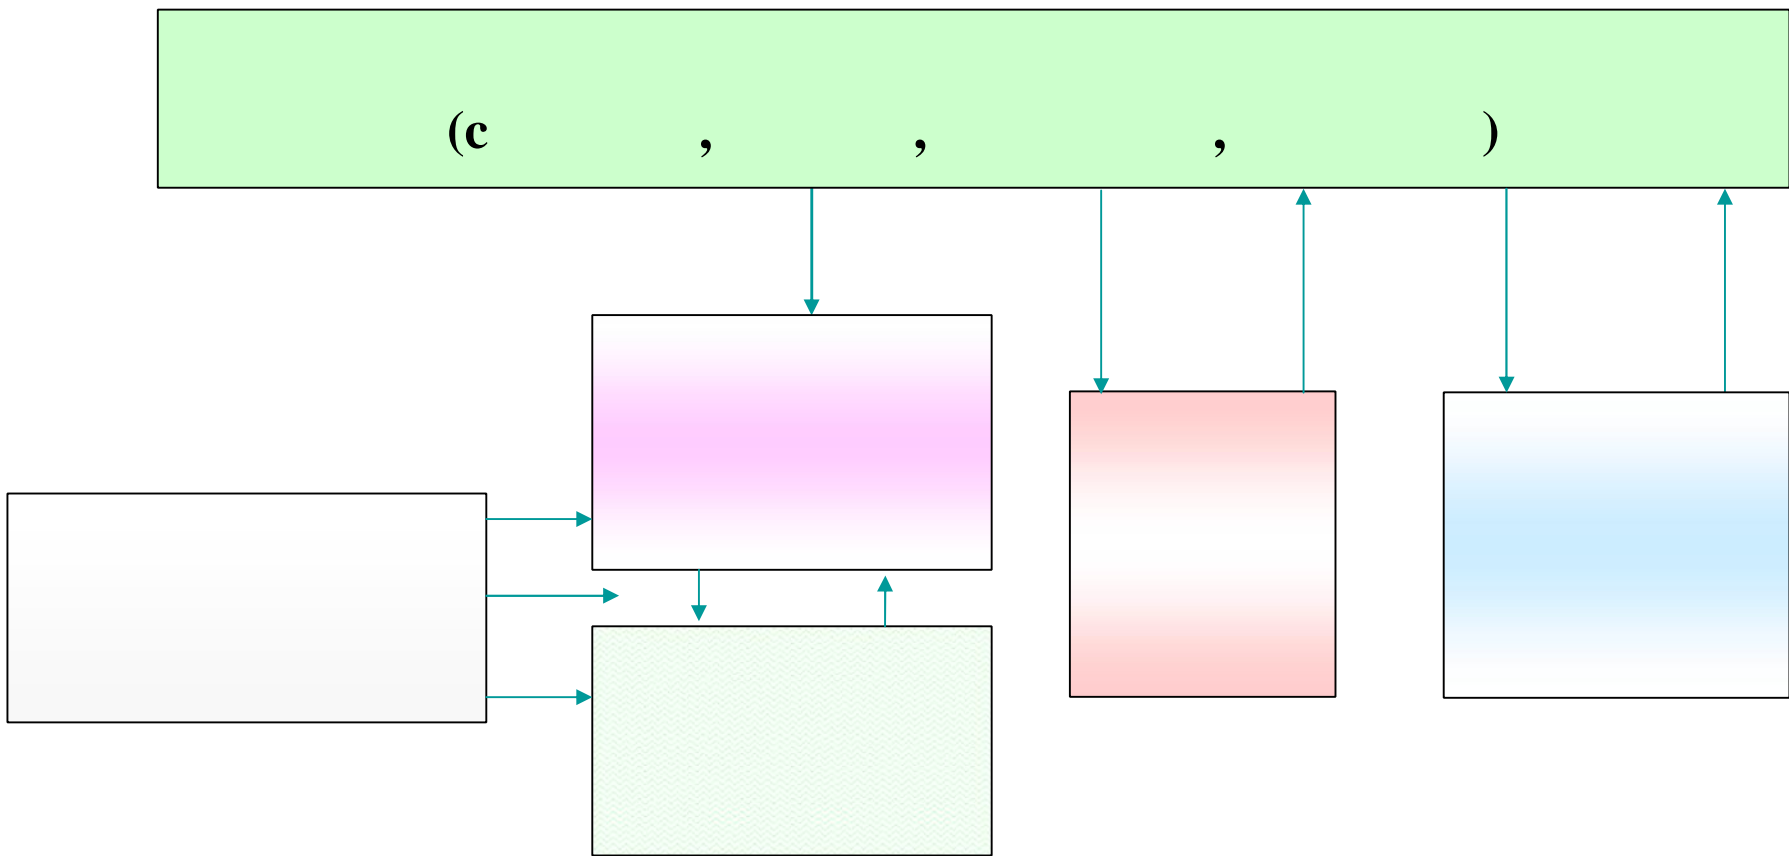 (c , , , )